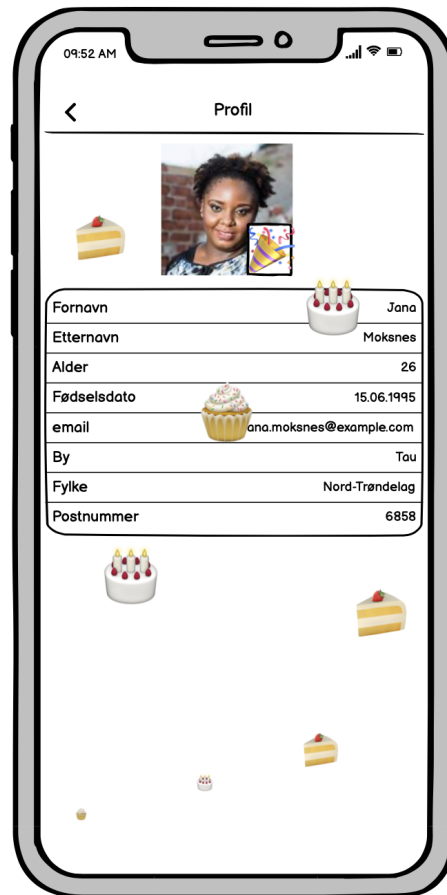 09:52 AM
Profil
Fornavn Jana
Etternavn Moksnes
Alder 26
Fødselsdato 15.06.1995
email ana.moksnes@example.com
By Tau
Fylke Nord-Trøndelag
Postnummer 6858